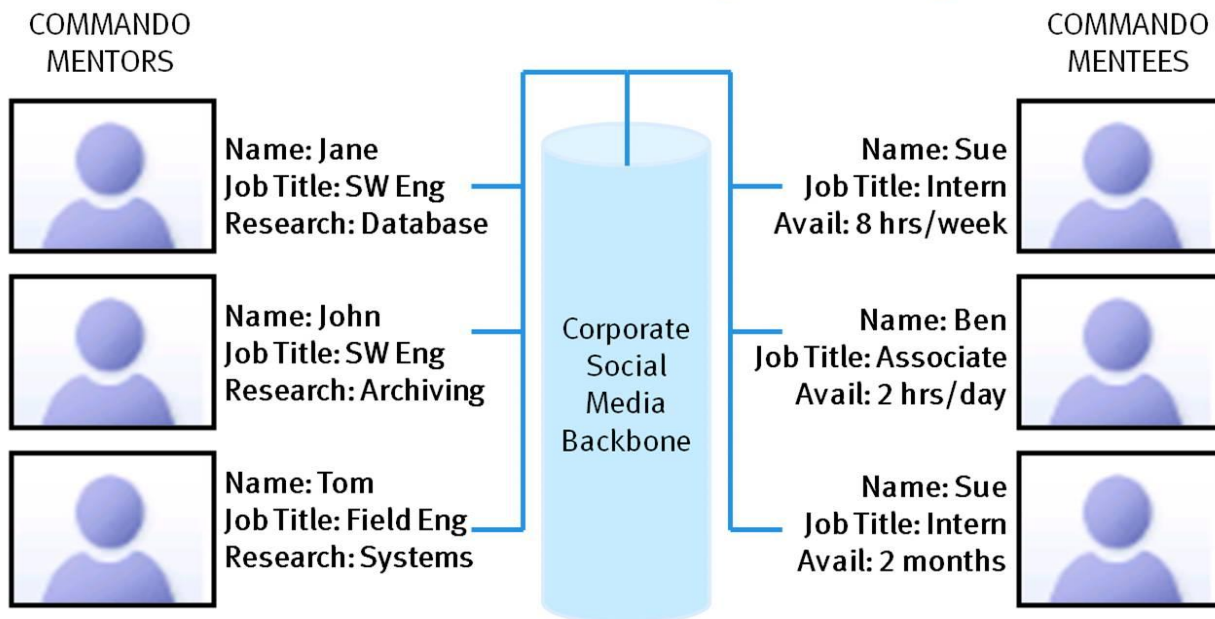 COMMANDO
MENTORS
Name: Jane
Job Title: SW Eng
Research: Database
Name: John
Job Title: SW Eng
Research: Archiving
Name: Tom
Job Title: Field Eng
Research: Systems
Corporate
Social
Media
Backbone
COMMANDO
MENTEES
Name: Sue
Job Title: Intern
Avail: 8 hrs/week
Name: Ben
Job Title: Associate
Avail: 2 hrs/day
Name: Sue
Job Title: Intern
Avail: 2 months